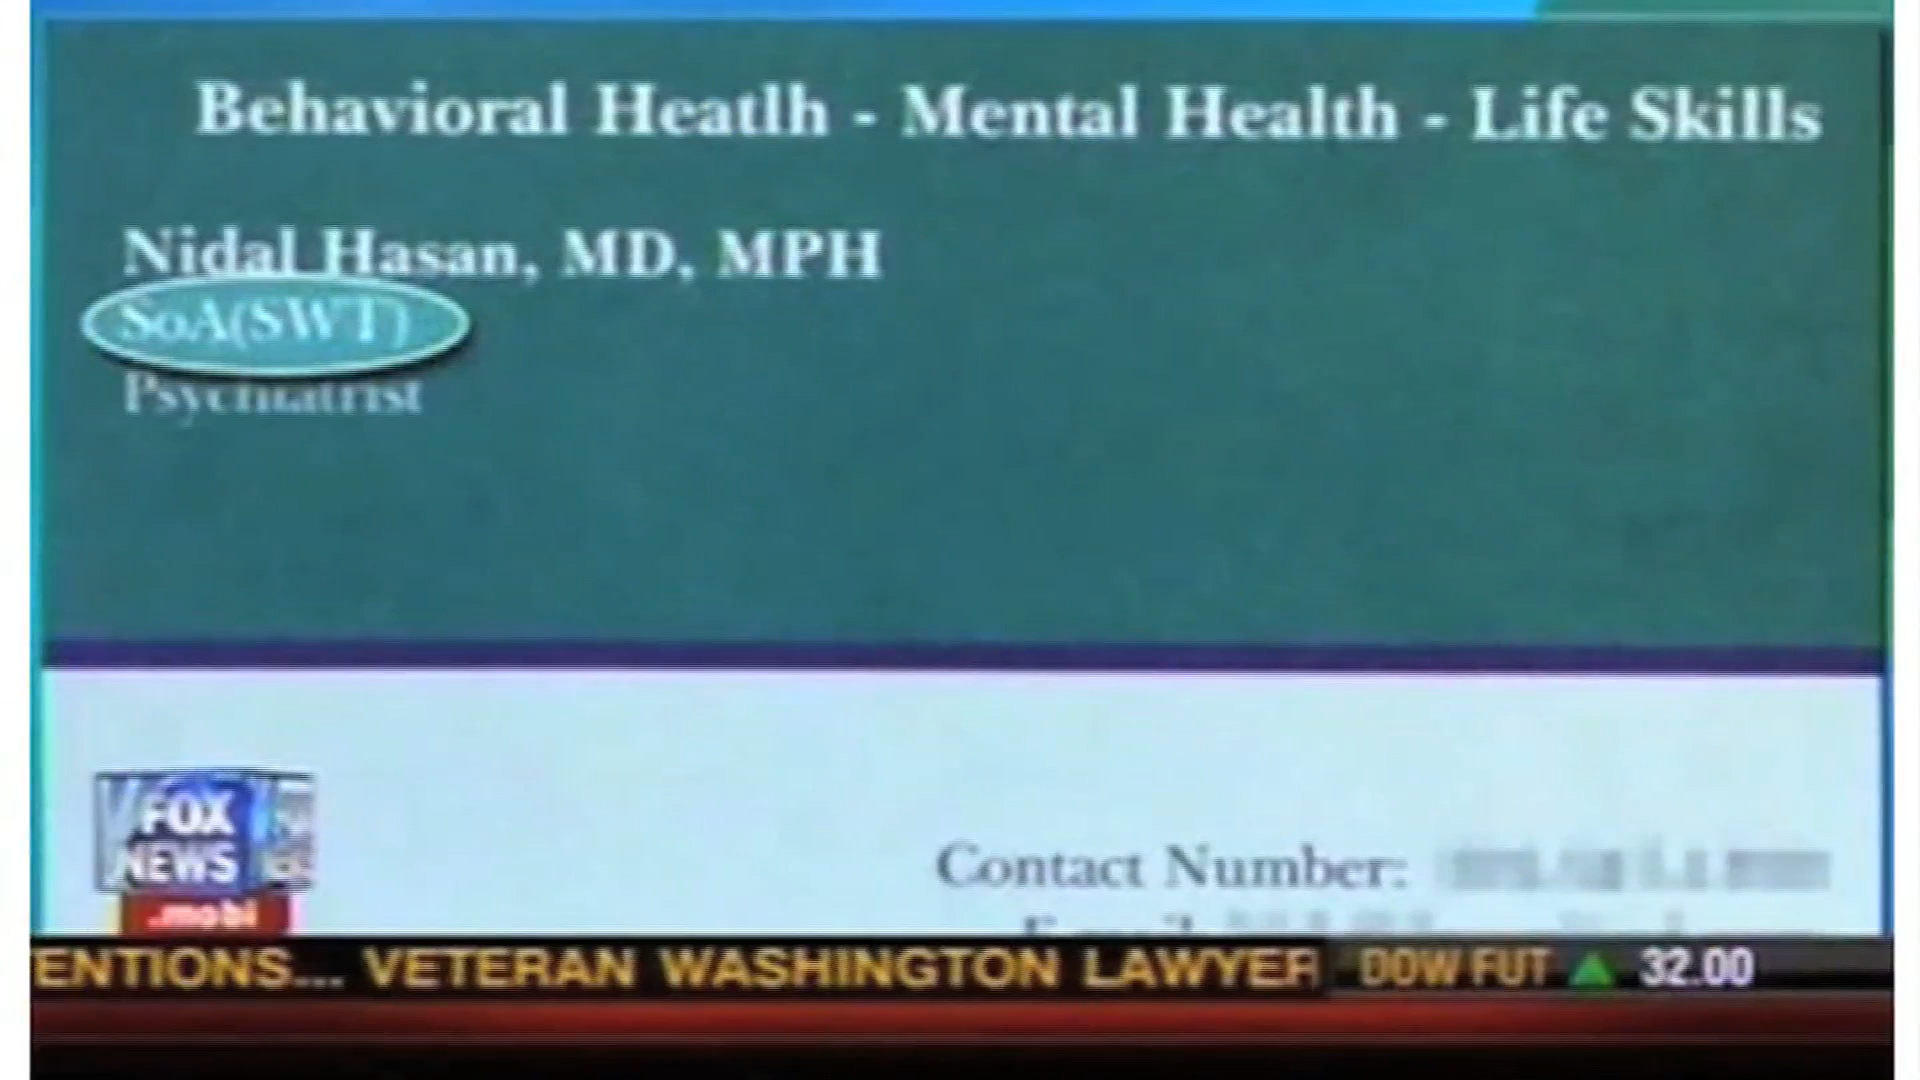 Behavioral Heatlh - Mental Health - Life Skills
Nidal Hasan, MD, MPH
SoA(SWT)
Psychiatrist
FOX
NEWS
.mobi
Contact Number:
ENTIONS... VETERAN WASHINGTON LAWYER DOW FUT ▲ 32.00